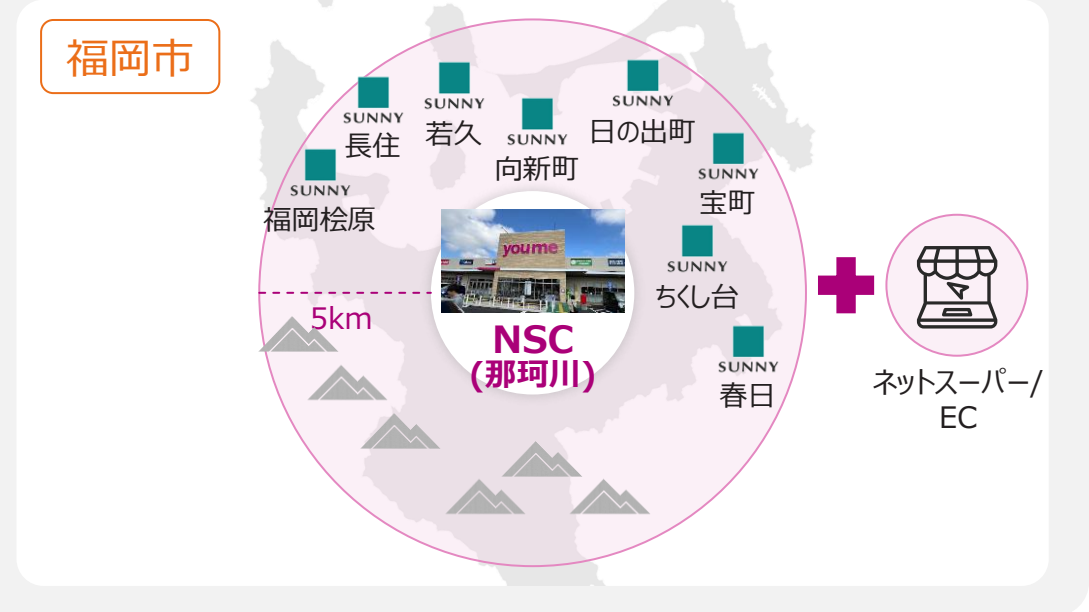 福岡市
SUNNY
長住
SUNNY
若久
SUNNY
向新町
SUNNY
日の出町
SUNNY
福岡桧原
SUNNY
宝町
youme
SUNNY
ちくし台
5km
NSC
(那珂川)
SUNNY
春日
ネットスーパー/
EC